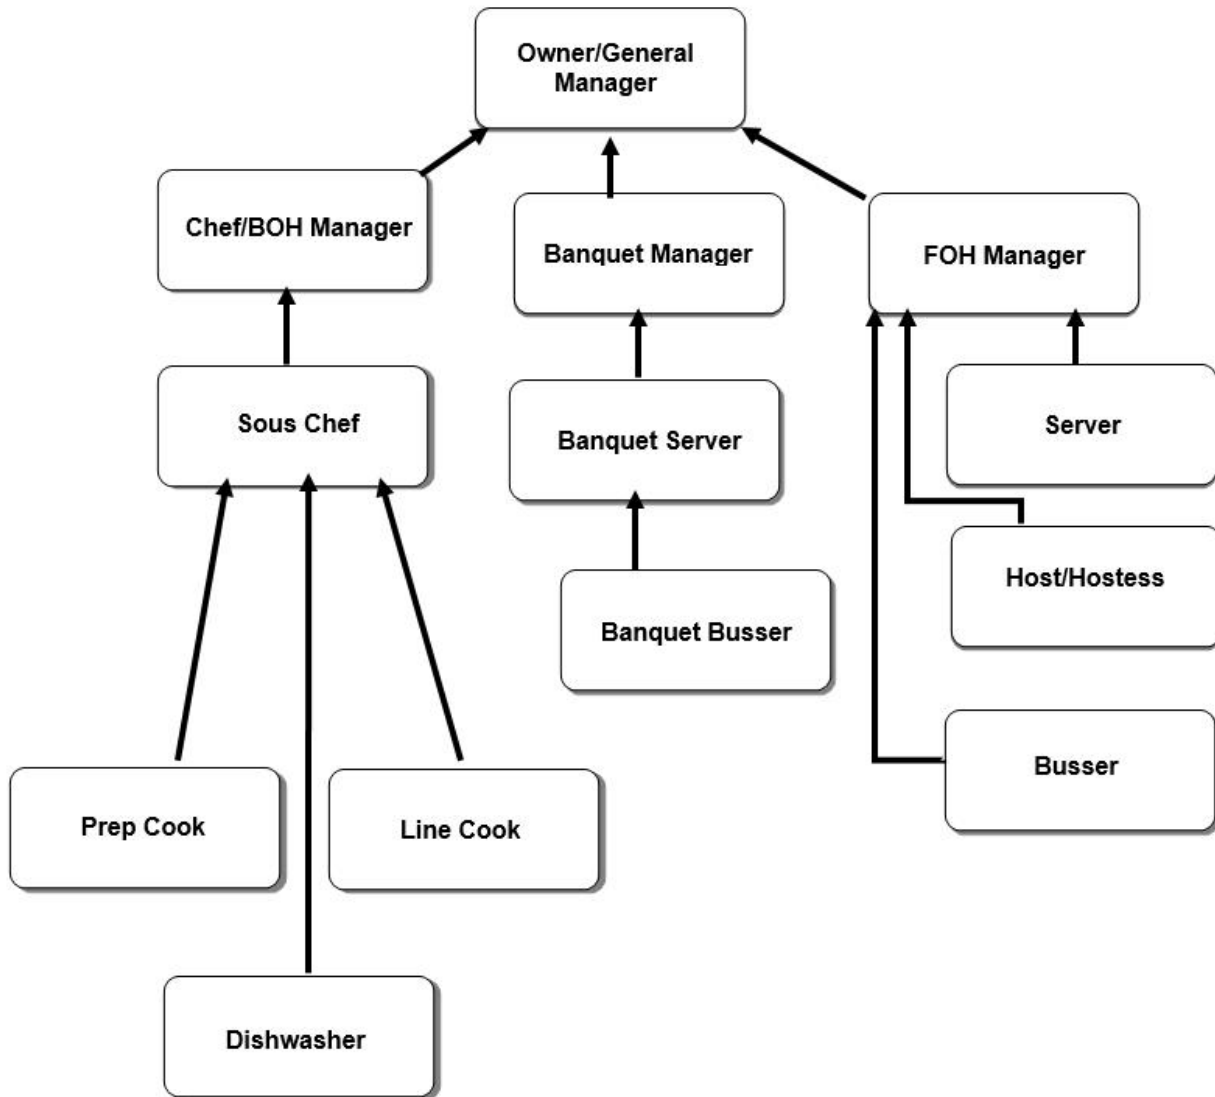 Owner/General
Manager
Chef/BOH Manager
Banquet Manager
FOH Manager
Sous Chef
Banquet Server
Server
Host/Hostess
Banquet Busser
Busser
Prep Cook
Line Cook
Dishwasher